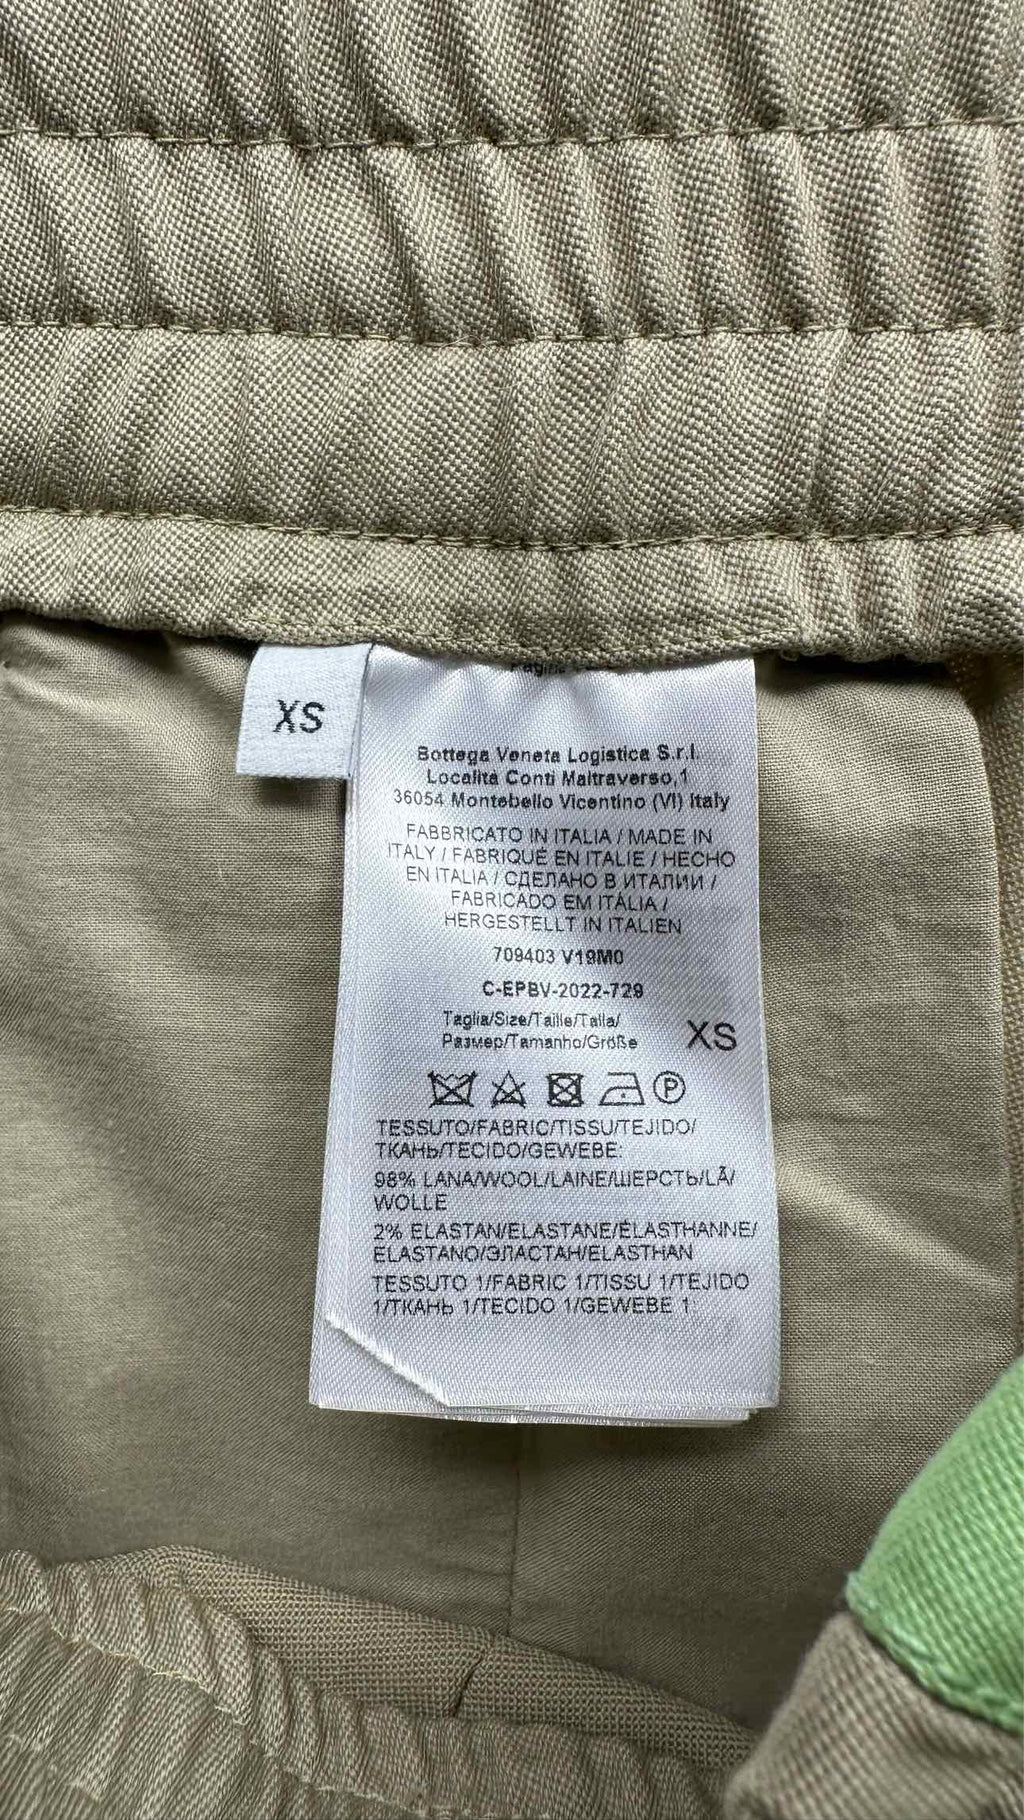 XS
Bottega Veneta Logistica S.r.l.
Località Conti Maltraverso,1
36054 Montebello Vicentino (VI) Italy
FABBRICATO IN ITALIA / MADE IN
ITALY / FABRIQUÉ EN ITALIE / HECHO
EN ITALIA / СДЕЛАНО В ИТАЛИИ /
FABRICADO EM ITÁLIA /
HERGESTELLT IN ITALIEN
709403 V19M0
C-EPBV-2022-729
Taglia/Size/Taille/Talla/
Размер/Tamanho/Größe XS
P
TESSUTO/FABRIC/TISSU/TEJIDO/
ТКАНЬ/TECIDO/GEWEBE:
98% LANA/WOOL/LAINE/ШЕРСТЬ/LÃ/
WOLLE
2% ELASTAN/ELASTANE/ÉLASTHANNE/
ELASTANO/ЭЛАСТАН/ELASTHAN
TESSUTO 1/FABRIC 1/TISSU 1/TEJIDO
1/ТКАНЬ 1/TECIDO 1/GEWEBE 1: